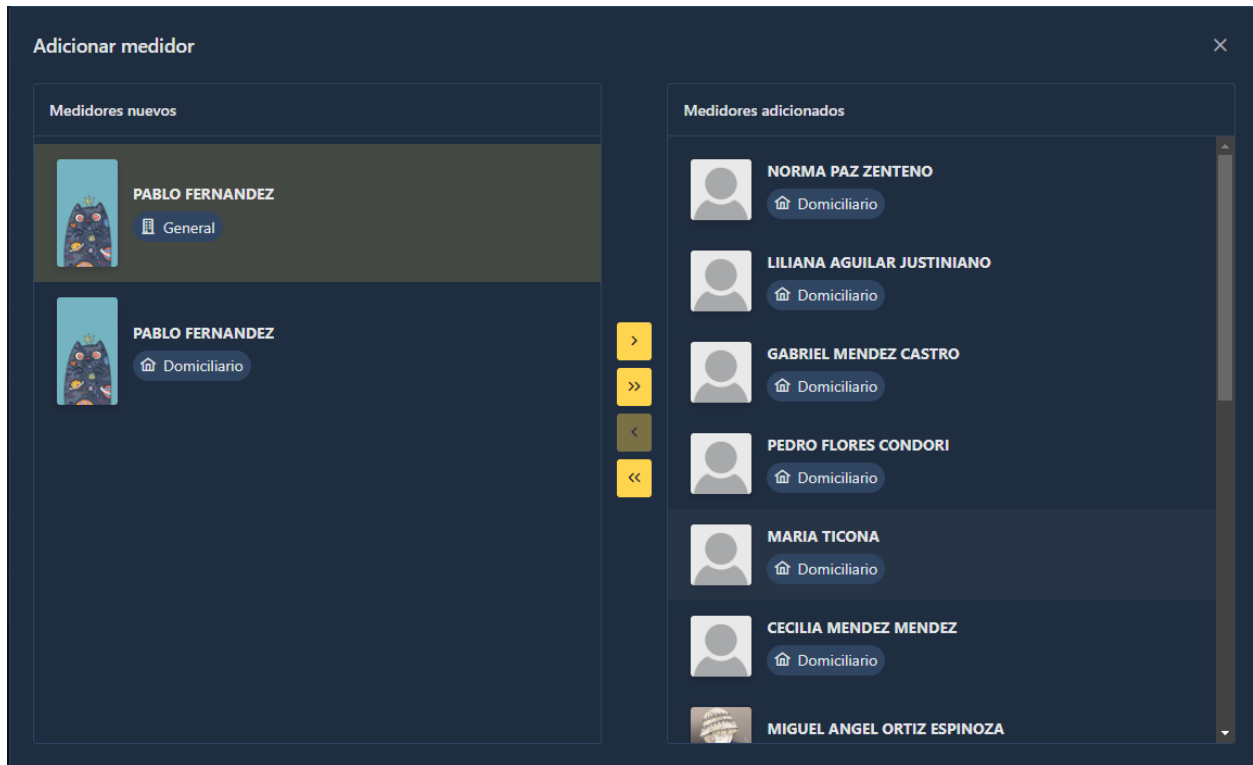 Adicionar medidor
Medidores nuevos
PABLO FERNANDEZ
General
PABLO FERNANDEZ
Domiciliario
Medidores adicionados
NORMA PAZ ZENTENO
Domiciliario
LILIANA AGUILAR JUSTINIANO
Domiciliario
GABRIEL MENDEZ CASTRO
Domiciliario
PEDRO FLORES CONDORI
Domiciliario
MARIA TICONA
Domiciliario
CECILIA MENDEZ MENDEZ
Domiciliario
MIGUEL ANGEL ORTIZ ESPINOZA